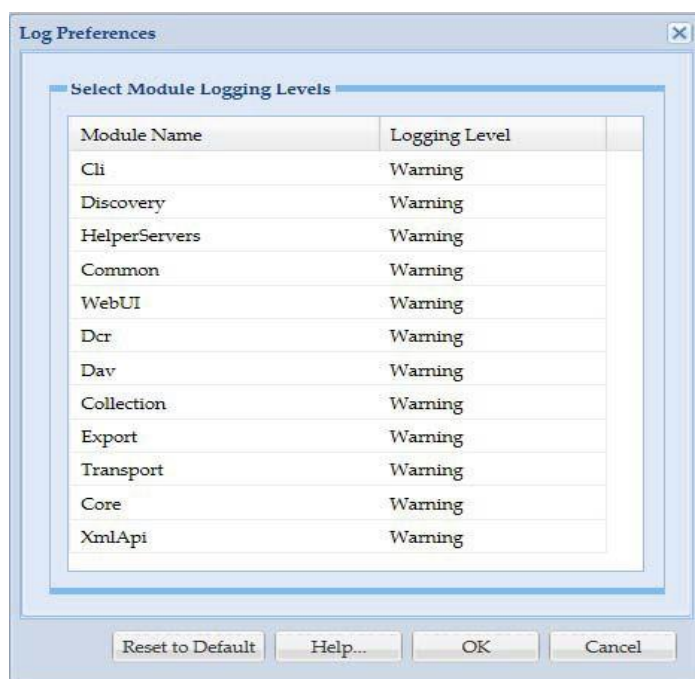 Log Preferences
Select Module Logging Levels
Module Name Logging Level
Cli Warning
Discovery Warning
HelperServers Warning
Common Warning
WebUI Warning
Dcr Warning
Dav Warning
Collection Warning
Export Warning
Transport Warning
Core Warning
XmlApi Warning
Reset to Default Help... OK Cancel